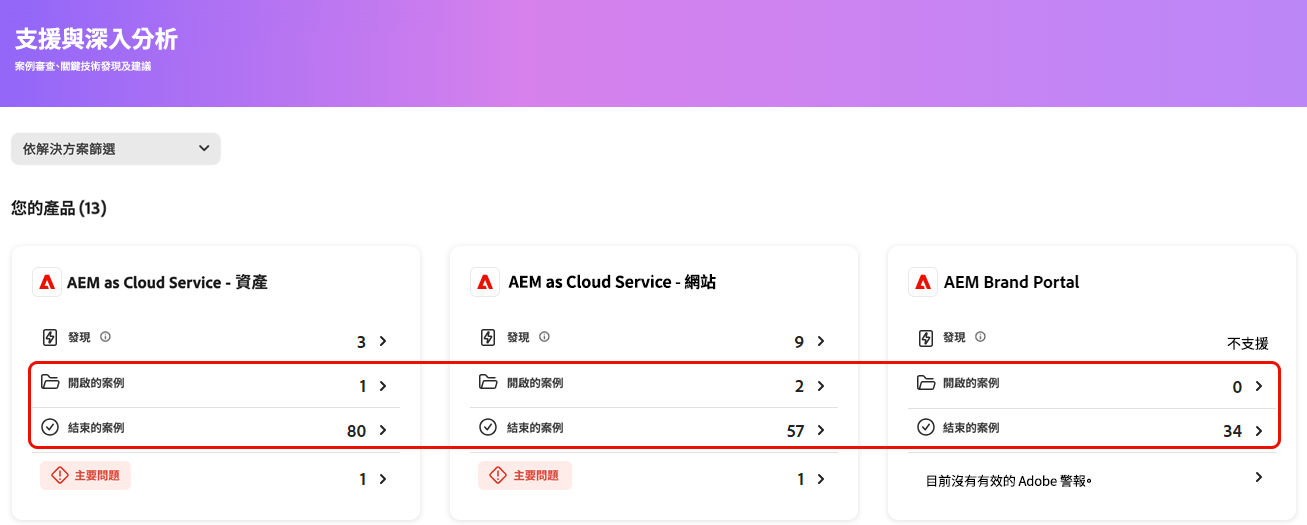 支援與深入分析
案例審查、關鍵技術發現及建議
依解決方案篩選
您的產品 (13)
AEM as Cloud Service - 資產
發現
3
開啟的案例
1
結束的案例
80
主要問題
1
AEM as Cloud Service - 網站
發現
9
開啟的案例
2
結束的案例
57
主要問題
1
AEM Brand Portal
發現
不支援
開啟的案例
0
結束的案例
34
目前沒有有效的 Adobe 警報。